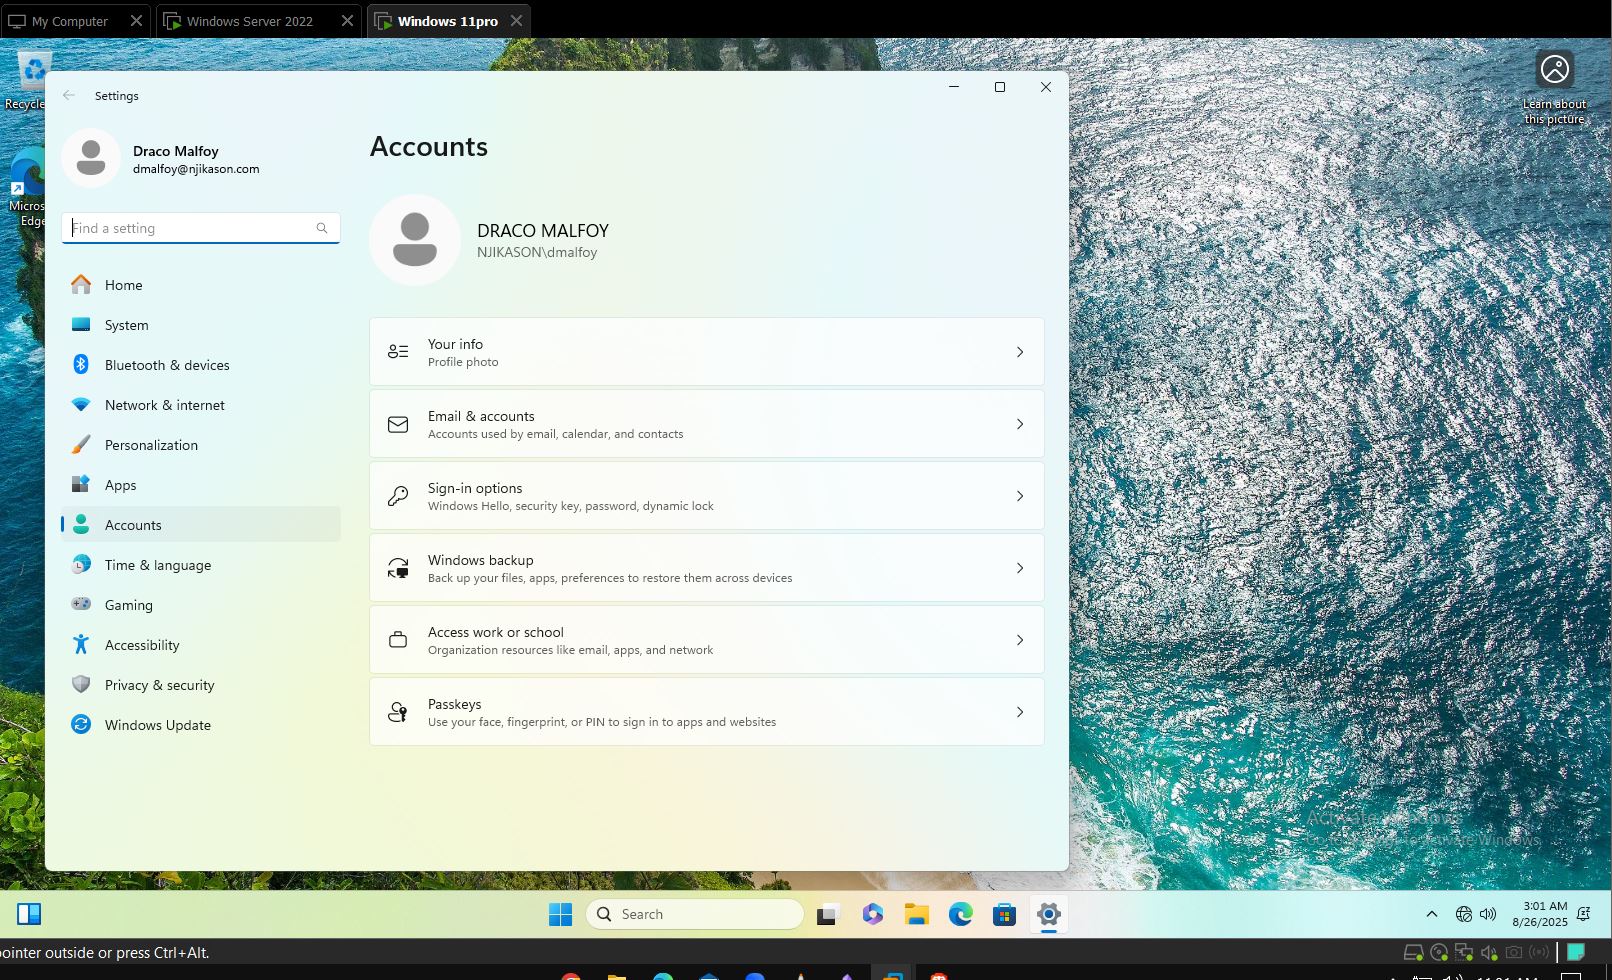 My Computer
Windows Server 2022
Windows 11pro
Recycle
Micros
Edge
Learn about
this picture
Settings
Draco Malfoy
dmalfoy@njikason.com
Find a setting
Home
System
Bluetooth & devices
Network & internet
Personalization
Apps
Accounts
Time & language
Gaming
Accessibility
Privacy & security
Windows Update
Accounts
DRACO MALFOY
NJIKASON\dmalfoy
Your info
Profile photo
Email & accounts
Accounts used by email, calendar, and contacts
Sign-in options
Windows Hello, security key, password, dynamic lock
Windows backup
Back up your files, apps, preferences to restore them across devices
Access work or school
Organization resources like email, apps, and network
Passkeys
Use your face, fingerprint, or PIN to sign in to apps and websites
Activate Windows
Search
3:01 AM
8/26/2025
pointer outside or press Ctrl+Alt.